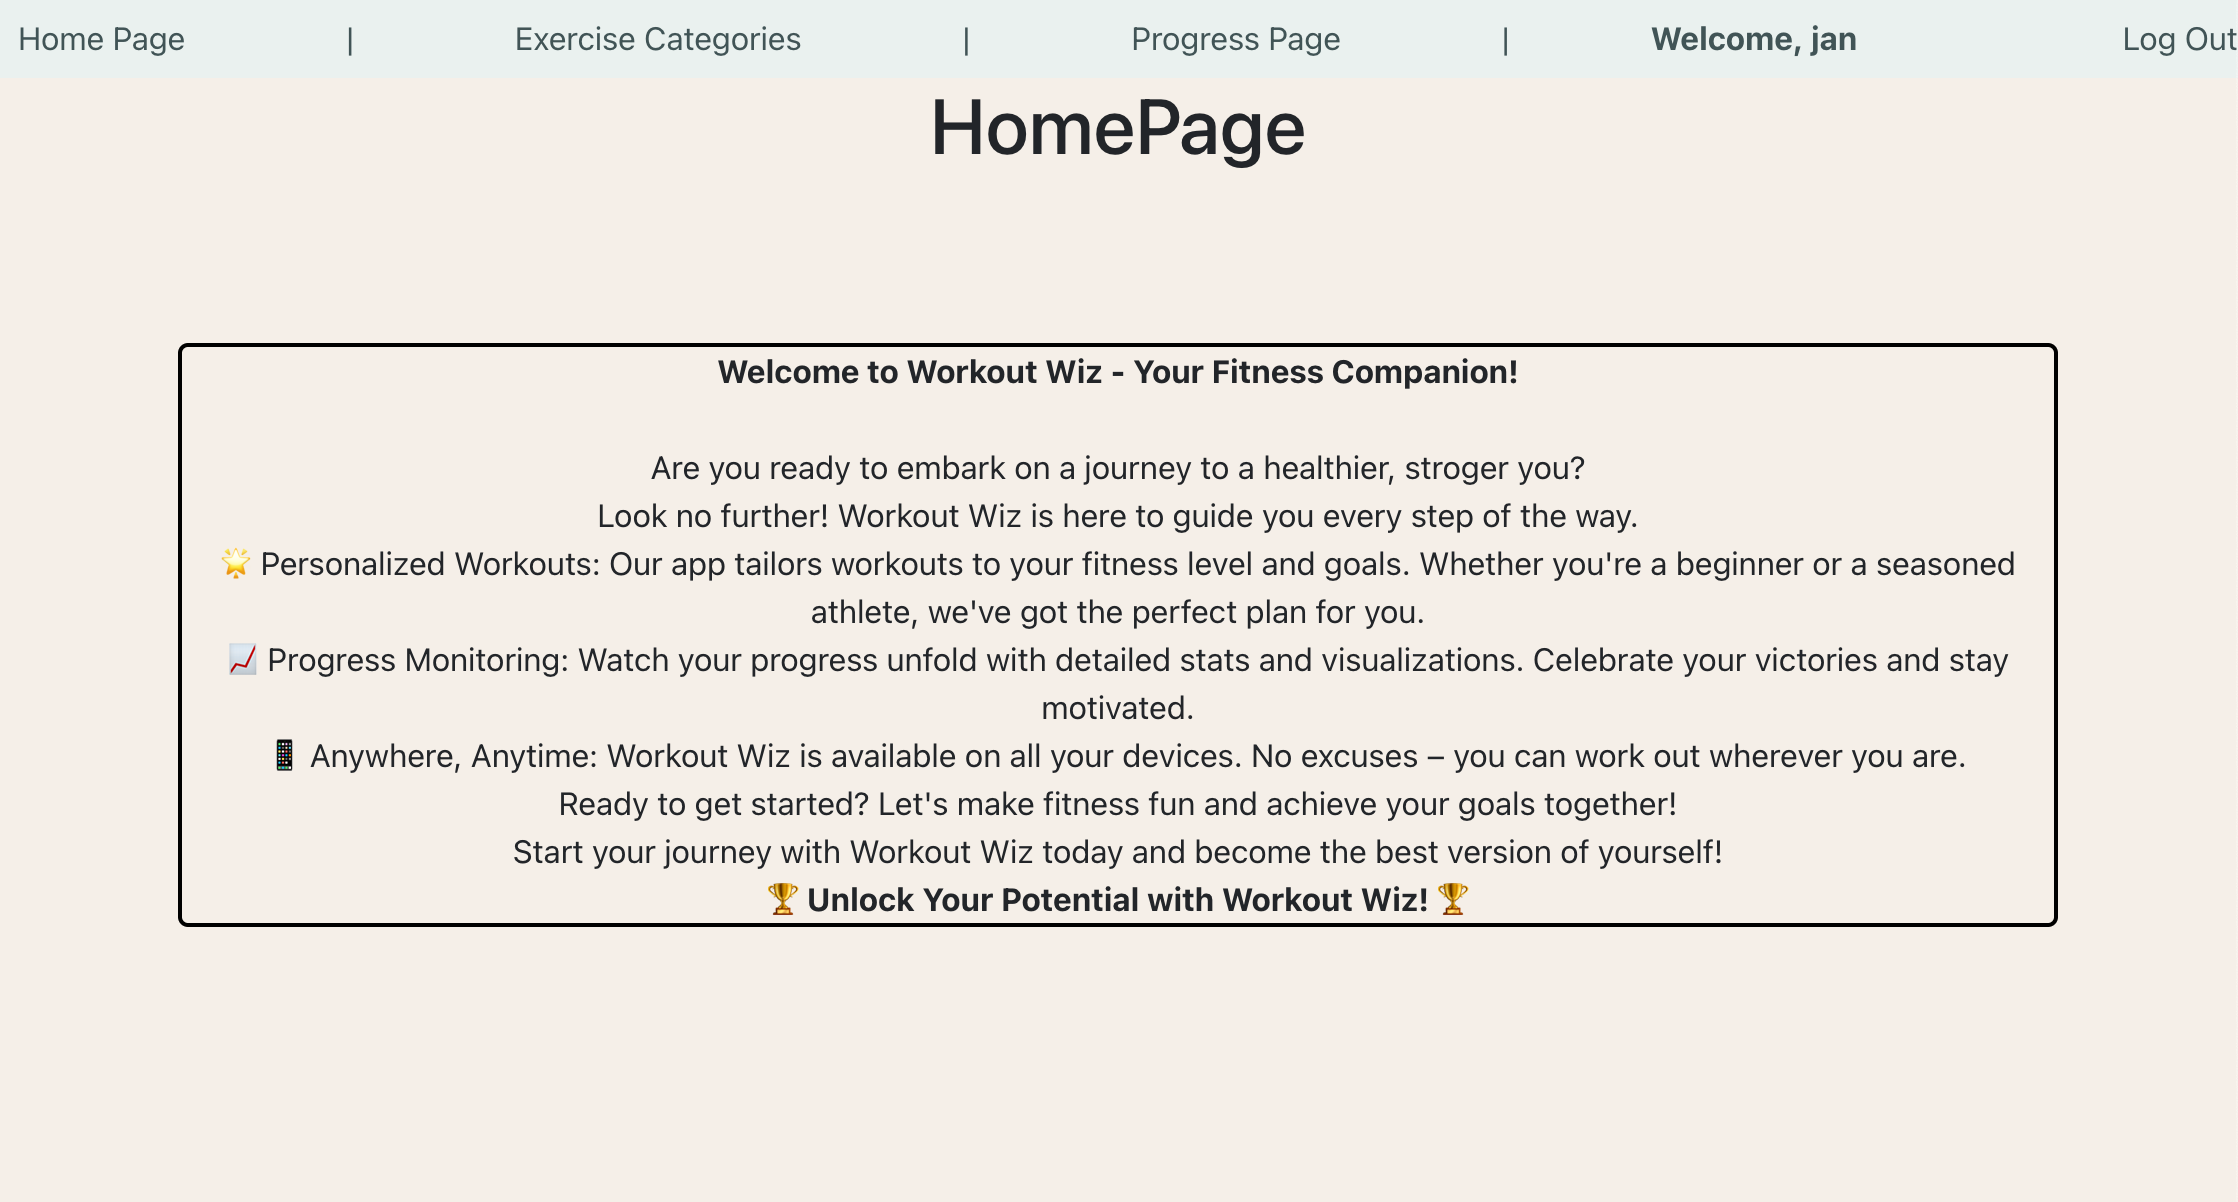 Home Page | Exercise Categories | Progress Page | Welcome, jan Log Out
HomePage
Welcome to Workout Wiz - Your Fitness Companion!
Are you ready to embark on a journey to a healthier, stroger you?
Look no further! Workout Wiz is here to guide you every step of the way.
🌟 Personalized Workouts: Our app tailors workouts to your fitness level and goals. Whether you're a beginner or a seasoned
athlete, we've got the perfect plan for you.
📈 Progress Monitoring: Watch your progress unfold with detailed stats and visualizations. Celebrate your victories and stay
motivated.
📱 Anywhere, Anytime: Workout Wiz is available on all your devices. No excuses – you can work out wherever you are.
Ready to get started? Let's make fitness fun and achieve your goals together!
Start your journey with Workout Wiz today and become the best version of yourself!
🏆 Unlock Your Potential with Workout Wiz! 🏆